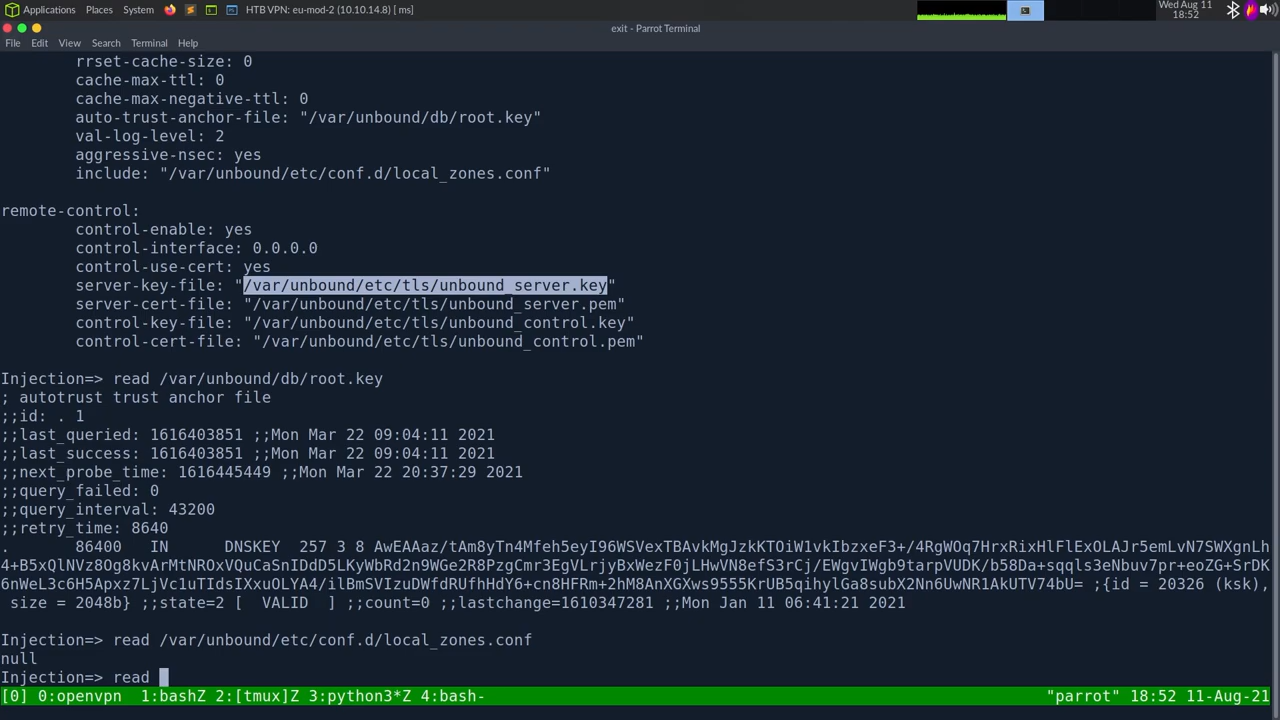 Applications Places System HTB VPN: eu-mod-2 (10.10.14.8) [ ms] Wed Aug 11 18:52
exit - Parrot Terminal
File Edit View Search Terminal Help
rrset-cache-size: 0
cache-max-ttl: 0
cache-max-negative-ttl: 0
auto-trust-anchor-file: "/var/unbound/db/root.key"
val-log-level: 2
aggressive-nsec: yes
include: "/var/unbound/etc/conf.d/local_zones.conf"
remote-control:
control-enable: yes
control-interface: 0.0.0.0
control-use-cert: yes
server-key-file: "/var/unbound/etc/tls/unbound_server.key"
server-cert-file: "/var/unbound/etc/tls/unbound_server.pem"
control-key-file: "/var/unbound/etc/tls/unbound_control.key"
control-cert-file: "/var/unbound/etc/tls/unbound_control.pem"
Injection=> read /var/unbound/db/root.key
; autotrust trust anchor file
;;id: . 1
;;last_queried: 1616403851 ;;Mon Mar 22 09:04:11 2021
;;last_success: 1616403851 ;;Mon Mar 22 09:04:11 2021
;;next_probe_time: 1616445449 ;;Mon Mar 22 20:37:29 2021
;;query_failed: 0
;;query_interval: 43200
;;retry_time: 8640
. 86400 IN DNSKEY 257 3 8 AwEAAaz/tAm8yTn4Mfeh5eyI96WSVexTBAvkMgJzkKTOiW1vkIbzxeF3+/4RgWOq7HrxRixHlFlExOLAJr5emLvN7SWXgnLh
4+B5xQlNVz8Og8kvArMtNROxVQuCaSnIDdD5LKyWbRd2n9WGe2R8PzgCmr3EgVLrjyBxWezF0jLHwVN8efS3rCj/EWgvIWgb9tarpVUDK/b58Da+sqqls3eNbuv7pr+eoZG+SrDK
6nWeL3c6H5Apxz7LjVc1uTIdsIXxuOLYA4/ilBmSVIzuDWfdRUfhHdY6+cn8HFRm+2hM8AnXGXws9555KrUB5qihylGa8subX2Nn6UwNR1AkUTV74bU= ;{id = 20326 (ksk),
size = 2048b} ;;state=2 [ VALID ] ;;count=0 ;;lastchange=1610347281 ;;Mon Jan 11 06:41:21 2021
Injection=> read /var/unbound/etc/conf.d/local_zones.conf
null
Injection=> read
[0] 0:openvpn 1:bashZ 2:[tmux]Z 3:python3*Z 4:bash- "parrot" 18:52 11-Aug-21